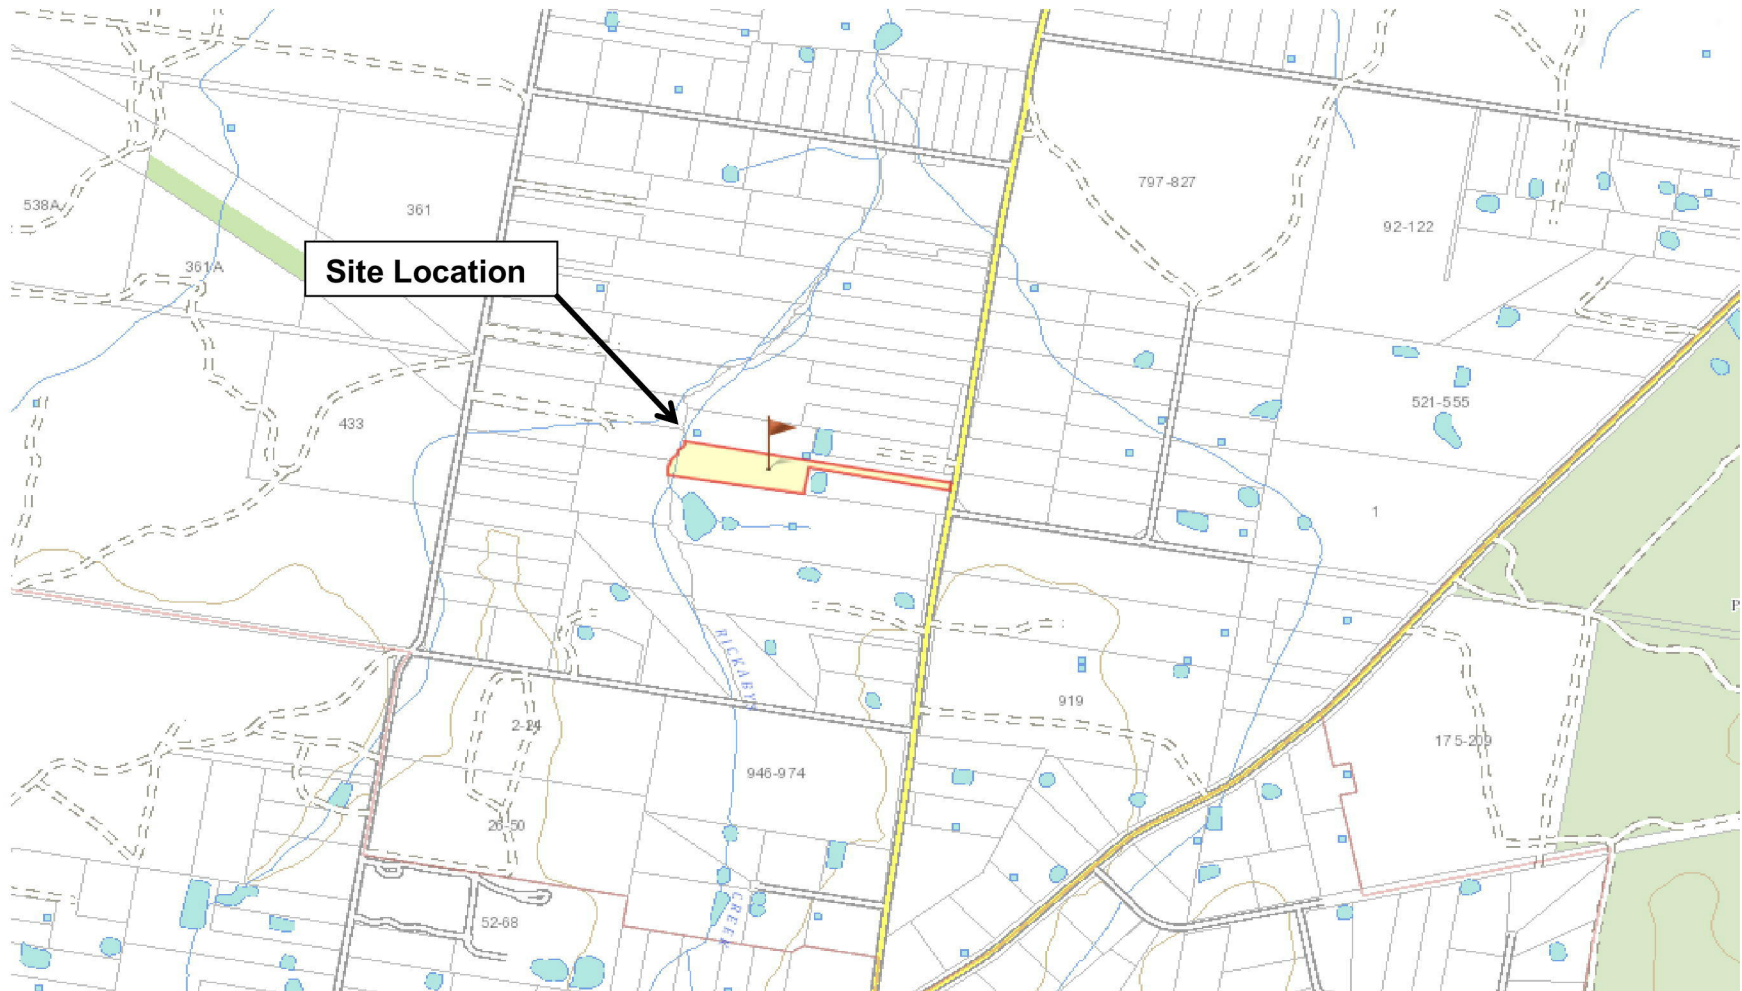 797-827
538A
361
92-122
361A
Site Location
521-555
433
1
P
RICKABYS
919
2-24
175-209
946-974
26-50
52-68
CREEK